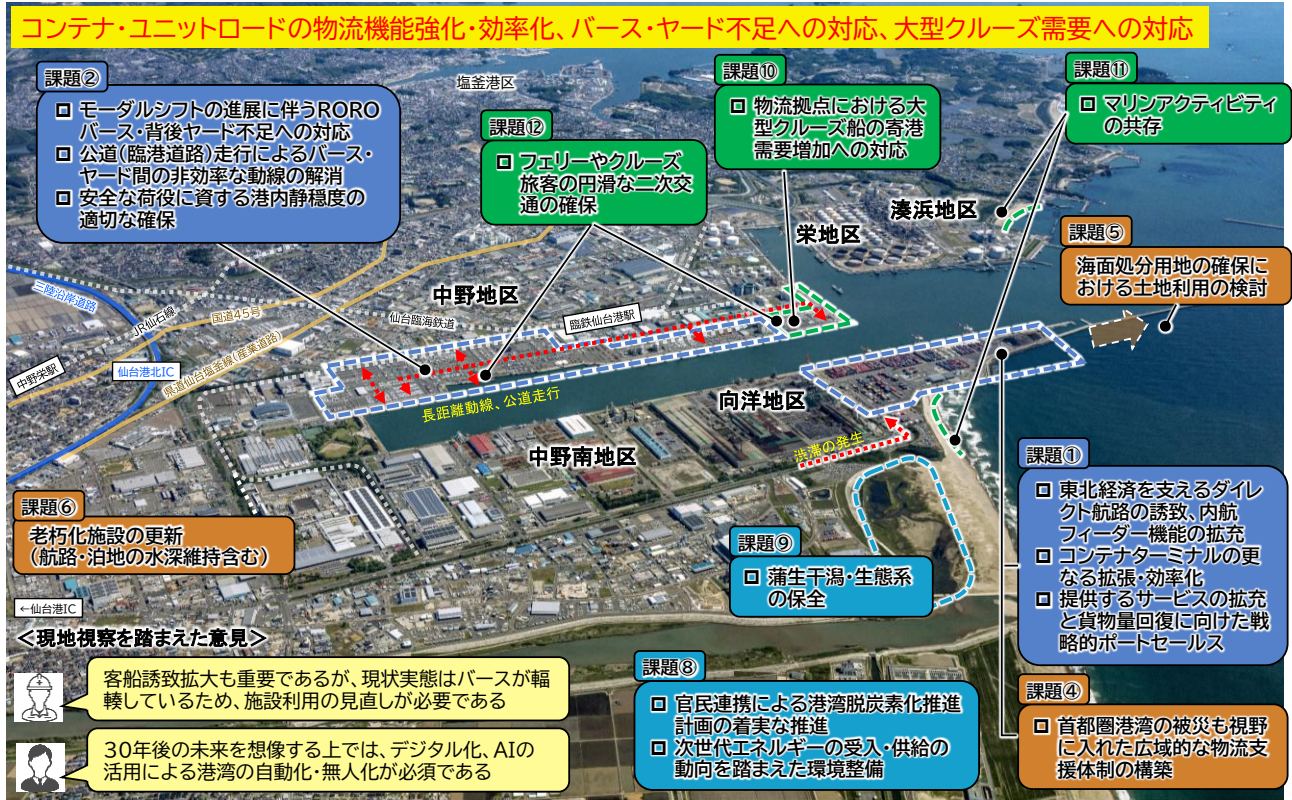 コンテナ・ユニットロードの物流機能強化・効率化、バース・ヤード不足への対応、大型クルーズ需要への対応
課題②
□ モーダルシフトの進展に伴うRORO
バース・背後ヤード不足への対応
□ 公道(臨港道路)走行によるバース・
ヤード間の非効率な動線の解消
□ 安全な荷役に資する港内静穏度の
適切な確保
塩釜港区
課題⑫
□ フェリーやクルーズ
旅客の円滑な二次交
通の確保
課題⑩
□ 物流拠点における大
型クルーズ船の寄港
需要増加への対応
課題⑪
□ マリンアクティビティ
の共存
湊浜地区
栄地区
課題⑤
海面処分用地の確保に
おける土地利用の検討
中野地区
三陸沿岸道路
JR仙石線
国道45号
仙台臨海鉄道
臨鉄仙台港駅
中野栄駅
仙台港北IC
県道仙台塩釜線(産業道路)
長距離動線、公道走行
向洋地区
中野南地区
渋滞の発生
課題①
□ 東北経済を支えるダイレ
クト航路の誘致、内航
フィーダー機能の拡充
□ コンテナターミナルの更
なる拡張・効率化
□ 提供するサービスの拡充
と貨物量回復に向けた戦
略的ポートセールス
課題⑥
老朽化施設の更新
(航路・泊地の水深維持含む)
課題⑨
□ 蒲生干潟・生態系
の保全
←仙台港IC
<現地視察を踏まえた意見>
客船誘致拡大も重要であるが、現状実態はバースが輻
輳しているため、施設利用の見直しが必要である
30年後の未来を想像する上では、デジタル化、AIの
活用による港湾の自動化・無人化が必須である
課題⑧
□ 官民連携による港湾脱炭素化推進
計画の着実な推進
□ 次世代エネルギーの受入・供給の
動向を踏まえた環境整備
課題④
□ 首都圏港湾の被災も視野
に入れた広域的な物流支
援体制の構築